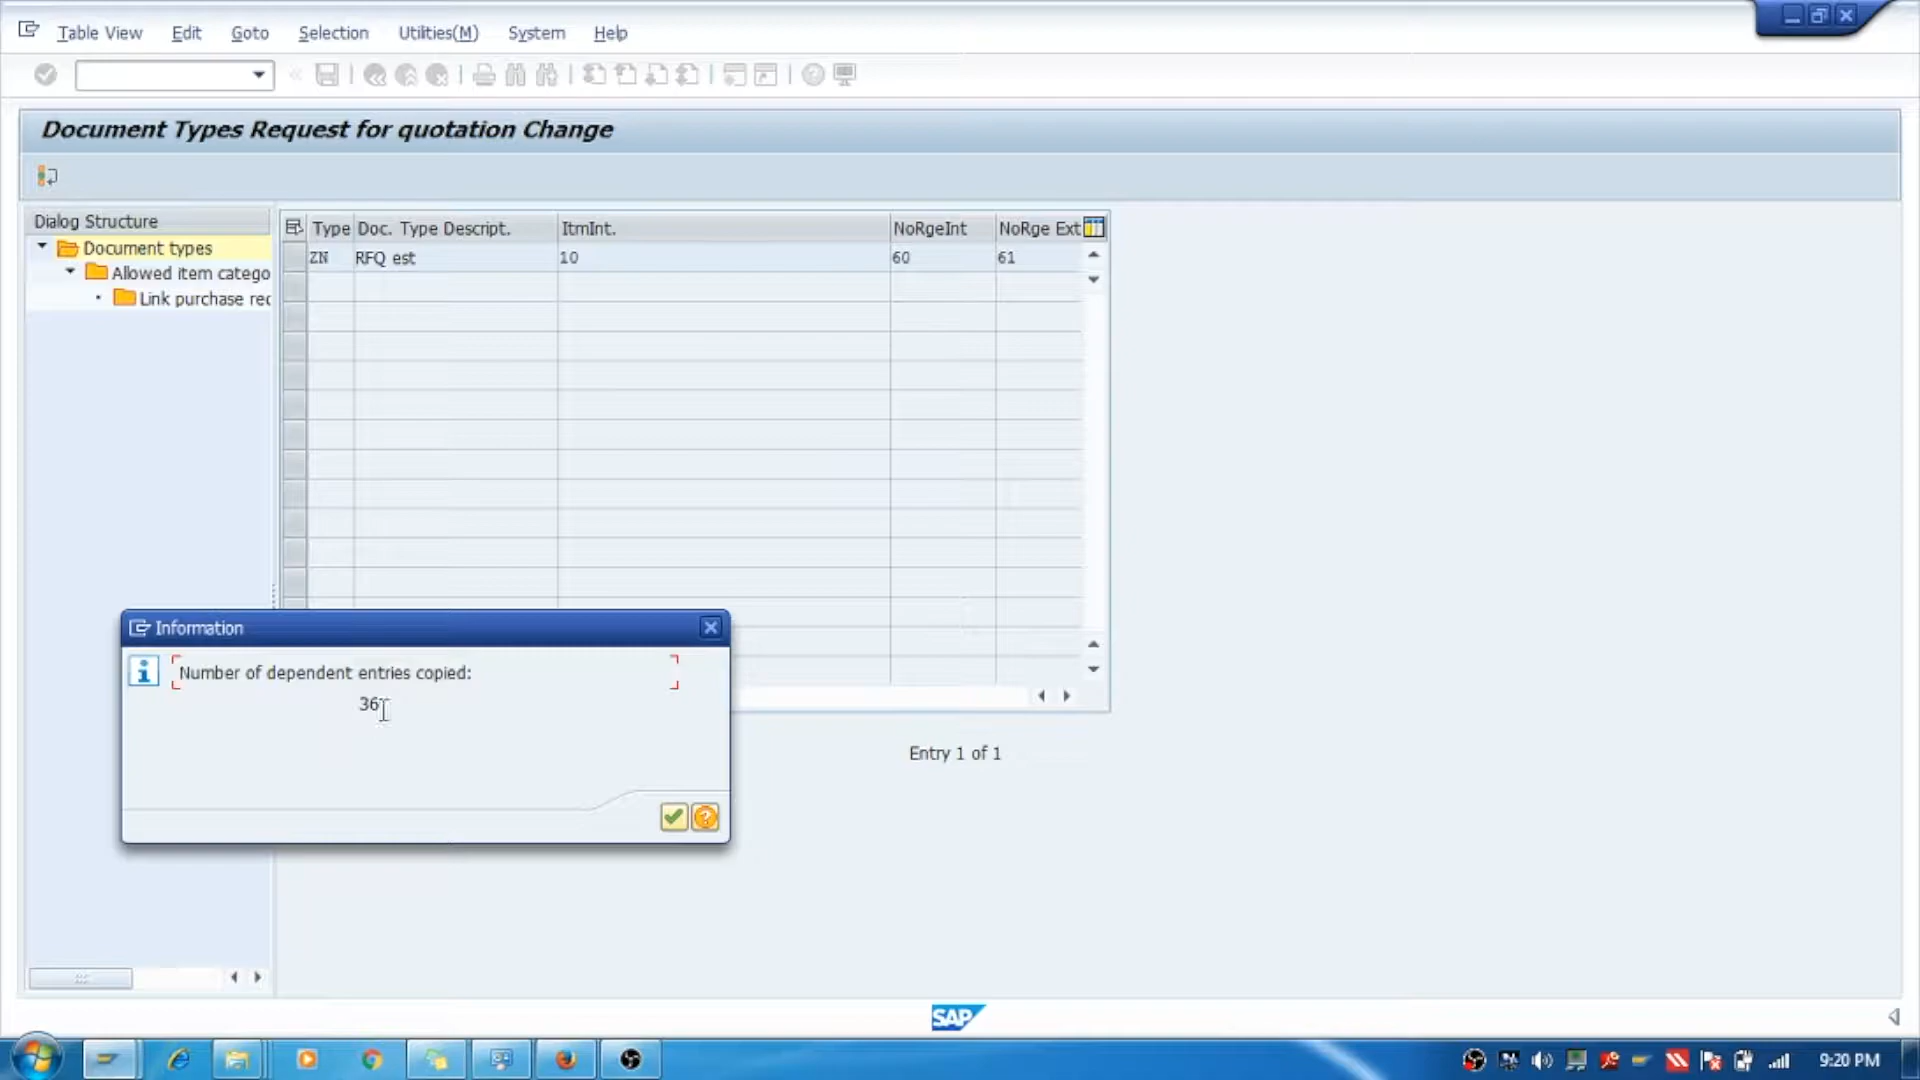 Table View Edit Goto Selection Utilities(M) System Help
Document Types Request for quotation Change
Dialog Structure
Document types
Allowed item catego
Link purchase rec
Type Doc. Type Descript. ItmInt. NoRgeInt NoRge Ext
ZN RFQ est 10 60 61
Information
Number of dependent entries copied:
36
Entry 1 of 1
SAP
9:20 PM